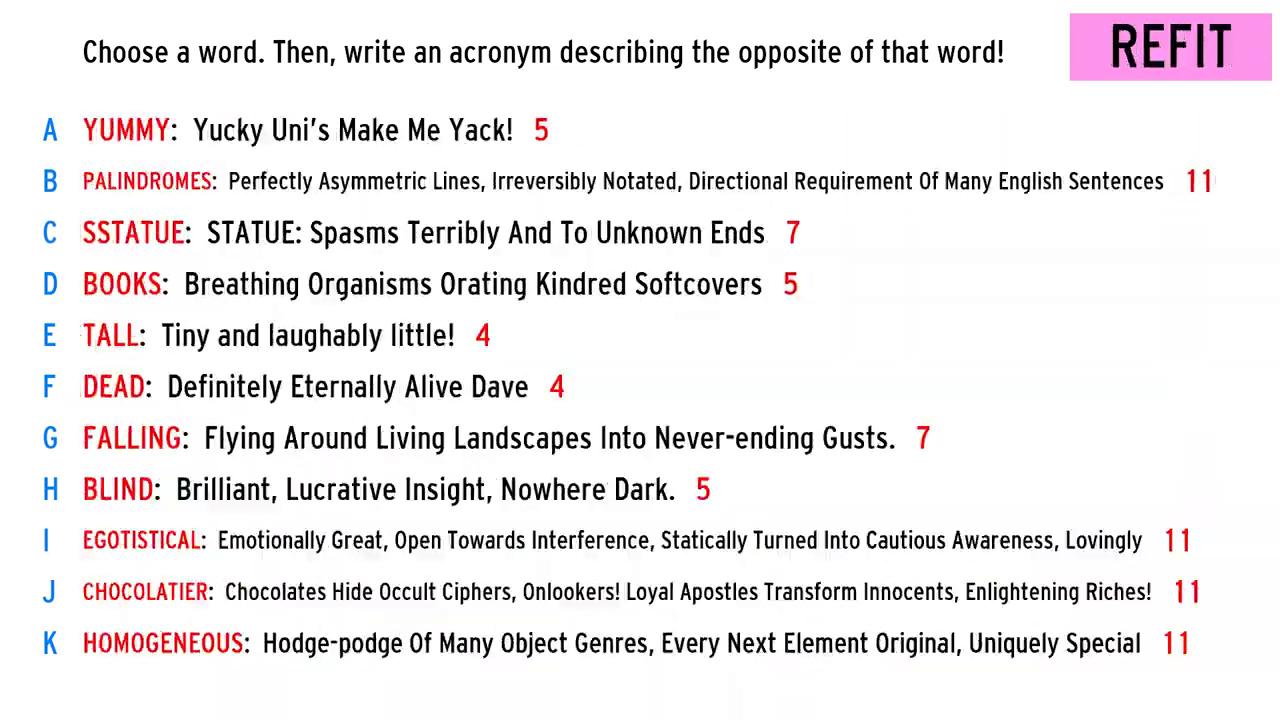 Choose a word. Then, write an acronym describing the opposite of that word!
REFIT
A YUMMY: Yucky Uni's Make Me Yack! 5
B PALINDROMES: Perfectly Asymmetric Lines, Irreversibly Notated, Directional Requirement Of Many English Sentences 11
C SSTATUE: STATUE: Spasms Terribly And To Unknown Ends 7
D BOOKS: Breathing Organisms Orating Kindred Softcovers 5
E TALL: Tiny and laughably little! 4
F DEAD: Definitely Eternally Alive Dave 4
G FALLING: Flying Around Living Landscapes Into Never-ending Gusts. 7
H BLIND: Brilliant, Lucrative Insight, Nowhere Dark. 5
I EGOTISTICAL: Emotionally Great, Open Towards Interference, Statically Turned Into Cautious Awareness, Lovingly 11
J CHOCOLATIER: Chocolates Hide Occult Ciphers, Onlookers! Loyal Apostles Transform Innocents, Enlightening Riches! 11
K HOMOGENEOUS: Hodge-podge Of Many Object Genres, Every Next Element Original, Uniquely Special 11